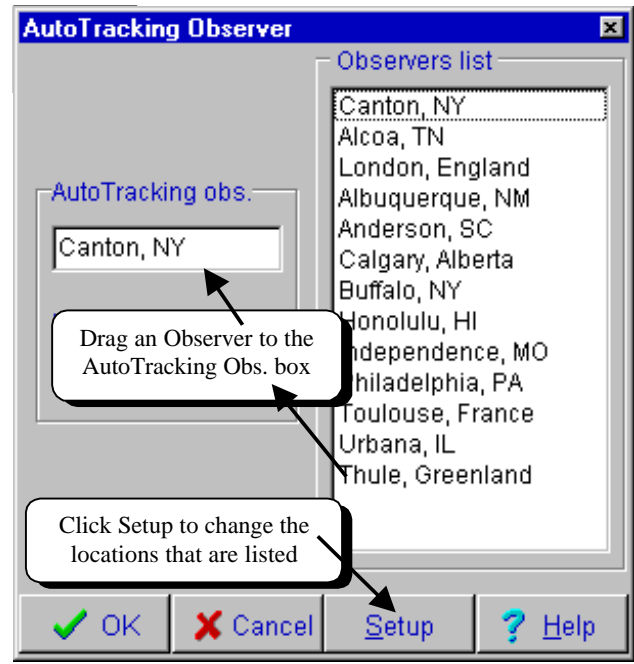 AutoTracking Observer
Observers list
Canton, NY
Alcoa, TN
London, England
Albuquerque, NM
Anderson, SC
Calgary, Alberta
Buffalo, NY
Honolulu, HI
ndependence, MO
Philadelphia, PA
Toulouse, France
Urbana, IL
Thule, Greenland
AutoTracking obs.
Canton, NY
Drag an Observer to the
AutoTracking Obs. box
Click Setup to change the
locations that are listed
OK
Cancel
Setup
Help